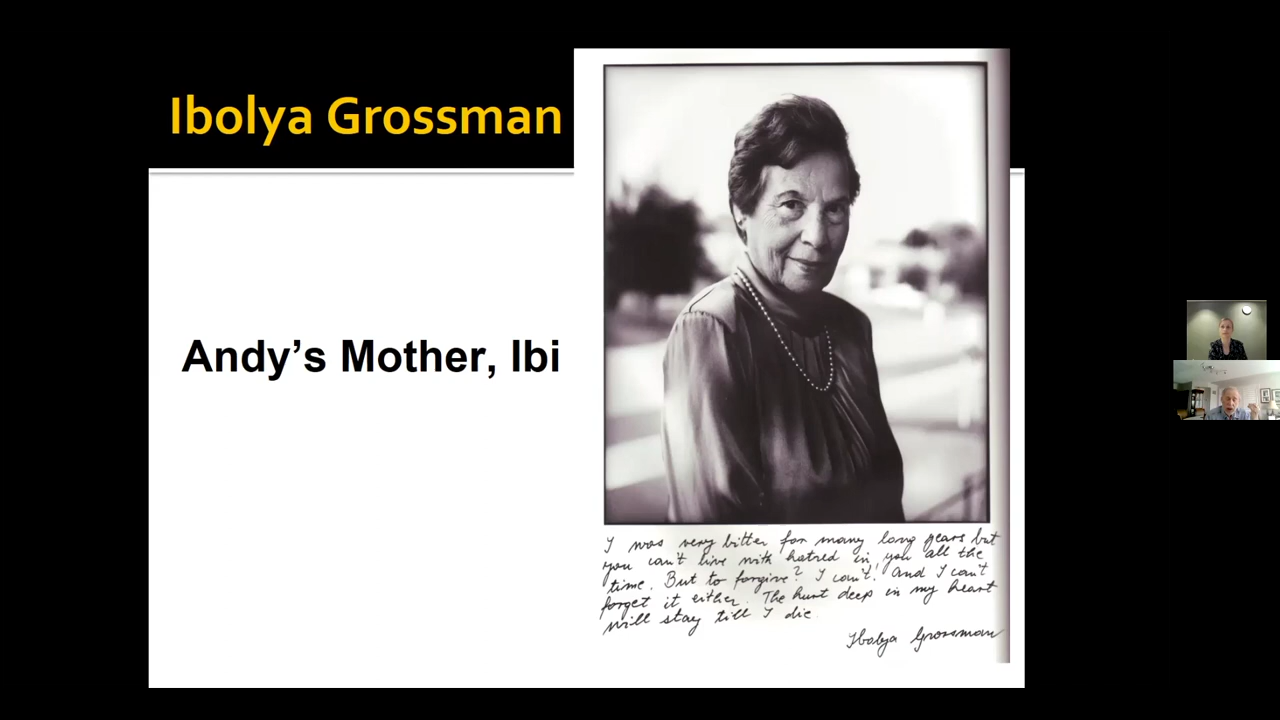 Ibolya Grossman
Andy’s Mother, Ibi
I was very bitter for many long years but
you can't live with hatred in you all the
time. But to forgive? I can't! And I can't
forget it either. The hurt deep in my heart
will stay till I die.
Ibolya Grossman